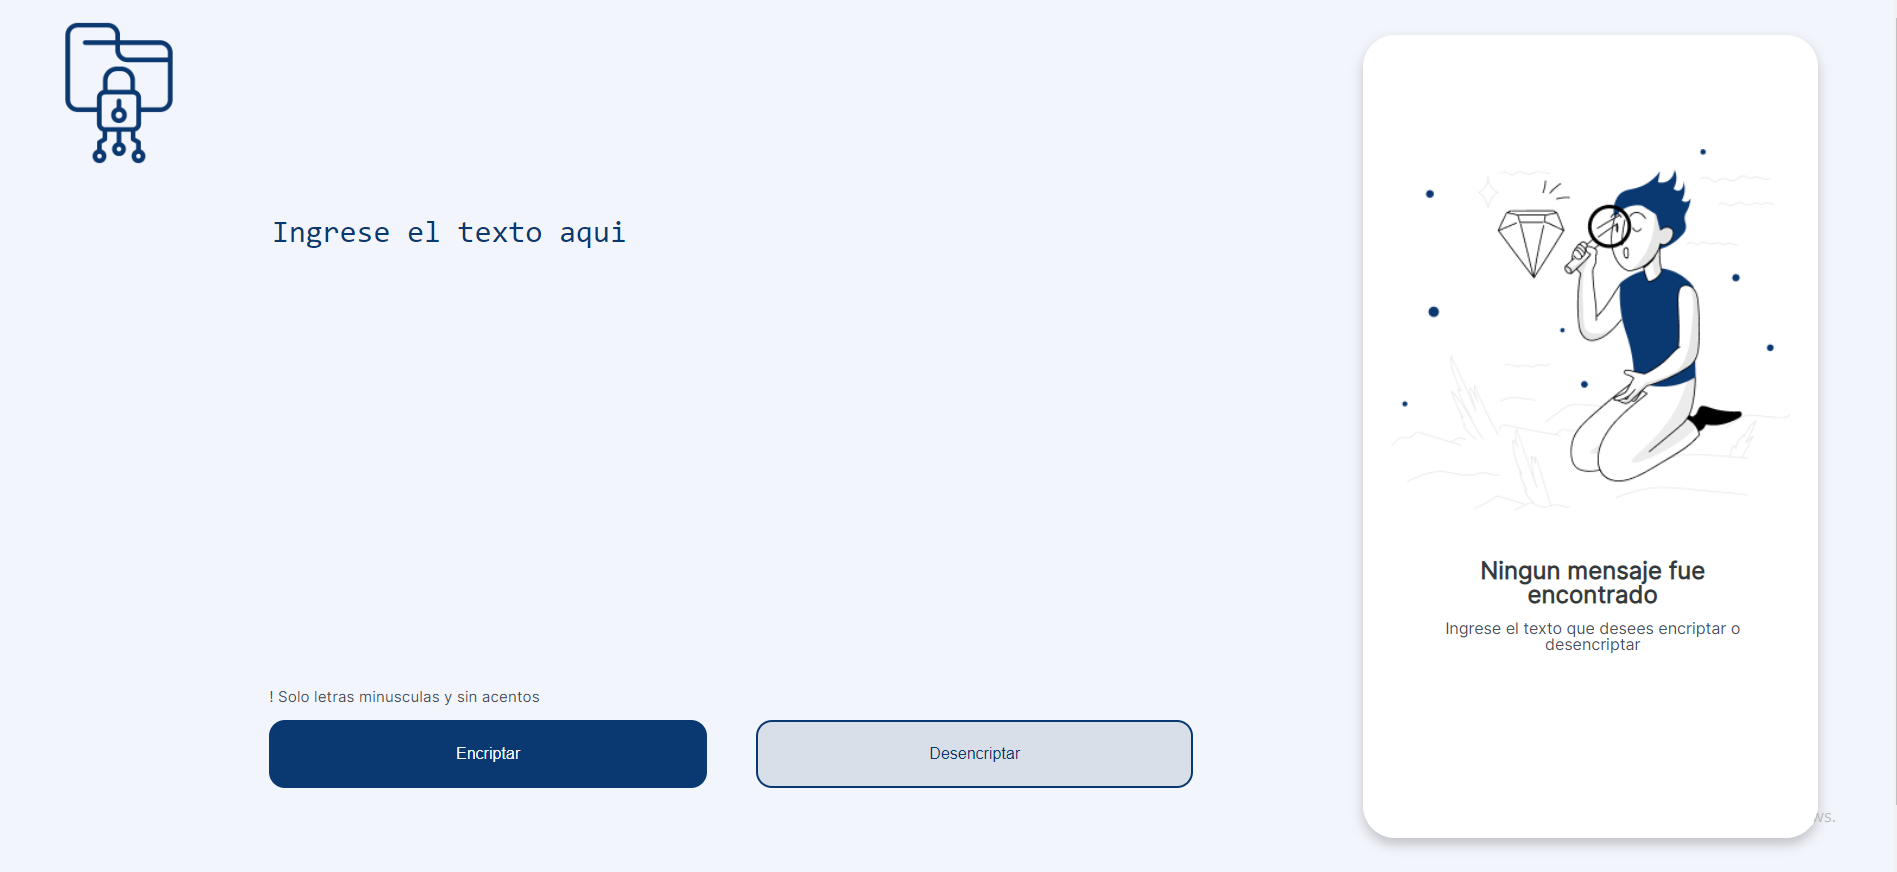 Ingrese el texto aqui
! Solo letras minusculas y sin acentos
Encriptar
Desencriptar
Ningun mensaje fue
encontrado
Ingrese el texto que desees encriptar o
desencriptar